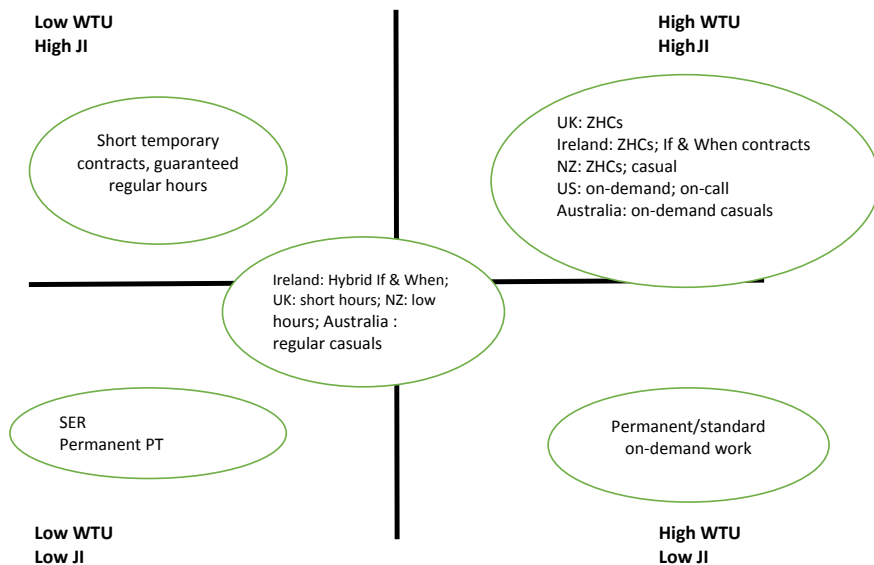 Low WTU
High JI
High WTU
High JI
Short temporary
contracts, guaranteed
regular hours
UK: ZHCs
Ireland: ZHCs; If & When contracts
NZ: ZHCs; casual
US: on-demand; on-call
Australia: on-demand casuals
Ireland: Hybrid If & When;
UK: short hours; NZ: low
hours; Australia :
regular casuals
SER
Permanent PT
Permanent/standard
on-demand work
Low WTU
Low JI
High WTU
Low JI